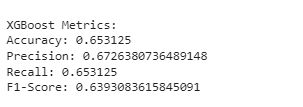 XGBoost Metrics:
Accuracy: 0.653125
Precision: 0.6726380736489148
Recall: 0.653125
F1-Score: 0.6393083615845091